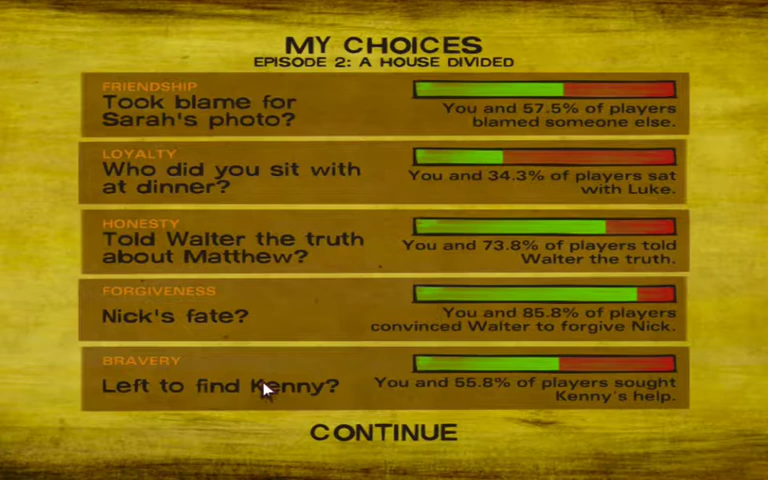 MY CHOICES
EPISODE 2: A HOUSE DIVIDED
FRIENDSHIP
Took blame for
Sarah's photo?
You and 57.5% of players
blamed someone else.
LOYALTY
Who did you sit with
at dinner?
You and 34.3% of players sat
with Luke.
HONESTY
Told Walter the truth
about Matthew?
You and 73.8% of players told
Walter the truth.
FORGIVENESS
Nick's fate?
You and 85.8% of players
convinced Walter to forgive Nick.
BRAVERY
Left to find Kenny?
You and 55.8% of players sought
Kenny's help.
CONTINUE